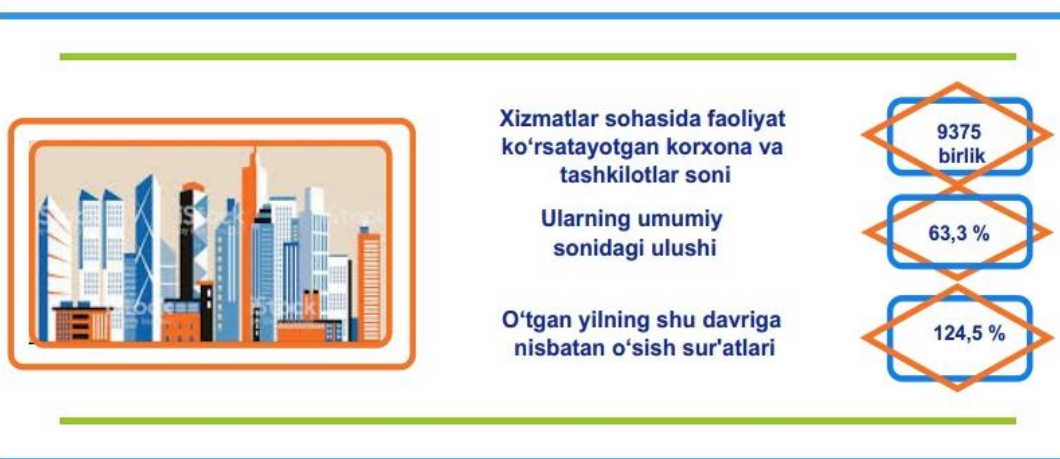 Xizmatlar sohasida faoliyat
ko‘rsatayotgan korxona va
tashkilotlar soni
9375
birlik
Ularning umumiy
sonidagi ulushi
63,3 %
O‘tgan yilning shu davriga
nisbatan o‘sish sur'atlari
124,5 %
iStock